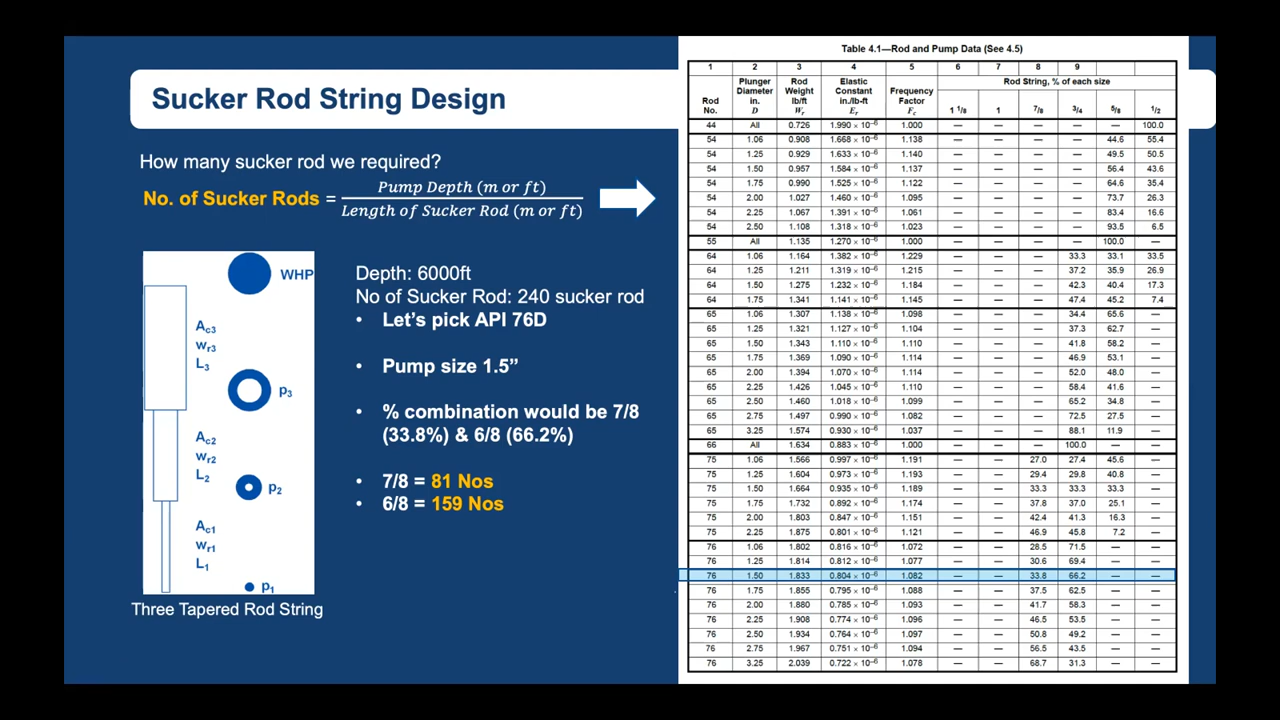 Sucker Rod String Design
How many sucker rod we required?
No. of Sucker Rods = Pump Depth (m or ft)
Length of Sucker Rod (m or ft)
WHP
Ac3
wr3
L3
p3
Ac2
wr2
L2
p2
Ac1
wr1
L1
p1
Three Tapered Rod String
Depth: 6000ft
No of Sucker Rod: 240 sucker rod
• Let's pick API 76D
• Pump size 1.5”
• % combination would be 7/8
(33.8%) & 6/8 (66.2%)
• 7/8 = 81 Nos
• 6/8 = 159 Nos
Table 4.1—Rod and Pump Data (See 4.5)
1 2 3 4 5 6 7 8 9
Rod No. Plunger Diameter in. D Rod Weight lb/ft Wr Elastic Constant in./lb-ft Er Frequency Factor Fc Rod String, % of each size
1 1/8 1 7/8 3/4 5/8 1/2
44 All 0.726 1.990 × 10⁻⁶ 1.000 — — — — — 100.0
54 1.06 0.908 1.668 × 10⁻⁶ 1.138 — — — — 44.6 55.4
54 1.25 0.929 1.633 × 10⁻⁶ 1.140 — — — — 49.5 50.5
54 1.50 0.957 1.584 × 10⁻⁶ 1.137 — — — — 56.4 43.6
54 1.75 0.990 1.525 × 10⁻⁶ 1.122 — — — — 64.6 35.4
54 2.00 1.027 1.460 × 10⁻⁶ 1.095 — — — — 73.7 26.3
54 2.25 1.067 1.391 × 10⁻⁶ 1.061 — — — — 83.4 16.6
54 2.50 1.108 1.318 × 10⁻⁶ 1.023 — — — — 93.5 6.5
55 All 1.135 1.270 × 10⁻⁶ 1.000 — — — — 100.0 —
64 1.06 1.164 1.382 × 10⁻⁶ 1.229 — — — 33.3 33.1 33.5
64 1.25 1.211 1.319 × 10⁻⁶ 1.215 — — — 37.2 35.9 26.9
64 1.50 1.275 1.232 × 10⁻⁶ 1.184 — — — 42.3 40.4 17.3
64 1.75 1.341 1.141 × 10⁻⁶ 1.145 — — — 47.4 45.2 7.4
65 1.06 1.307 1.138 × 10⁻⁶ 1.098 — — — 34.4 65.6 —
65 1.25 1.321 1.127 × 10⁻⁶ 1.104 — — — 37.3 62.7 —
65 1.50 1.343 1.110 × 10⁻⁶ 1.110 — — — 41.8 58.2 —
65 1.75 1.369 1.090 × 10⁻⁶ 1.114 — — — 46.9 53.1 —
65 2.00 1.394 1.070 × 10⁻⁶ 1.114 — — — 52.0 48.0 —
65 2.25 1.426 1.045 × 10⁻⁶ 1.110 — — — 58.4 41.6 —
65 2.50 1.460 1.018 × 10⁻⁶ 1.099 — — — 65.2 34.8 —
65 2.75 1.497 0.990 × 10⁻⁶ 1.082 — — — 72.5 27.5 —
65 3.25 1.574 0.930 × 10⁻⁶ 1.037 — — — 88.1 11.9 —
66 All 1.634 0.883 × 10⁻⁶ 1.000 — — — 100.0 — —
75 1.06 1.566 0.997 × 10⁻⁶ 1.191 — — 27.0 27.4 45.6 —
75 1.25 1.604 0.973 × 10⁻⁶ 1.193 — — 29.4 29.8 40.8 —
75 1.50 1.664 0.935 × 10⁻⁶ 1.189 — — 33.3 33.3 33.3 —
75 1.75 1.732 0.892 × 10⁻⁶ 1.174 — — 37.8 37.0 25.1 —
75 2.00 1.803 0.847 × 10⁻⁶ 1.151 — — 42.4 41.3 16.3 —
75 2.25 1.875 0.801 × 10⁻⁶ 1.121 — — 46.9 45.8 7.2 —
76 1.06 1.802 0.816 × 10⁻⁶ 1.072 — — 28.5 71.5 — —
76 1.25 1.814 0.812 × 10⁻⁶ 1.077 — — 30.6 69.4 — —
76 1.50 1.833 0.804 × 10⁻⁶ 1.082 — — 33.8 66.2 — —
76 1.75 1.855 0.795 × 10⁻⁶ 1.088 — — 37.5 62.5 — —
76 2.00 1.880 0.785 × 10⁻⁶ 1.093 — — 41.7 58.3 — —
76 2.25 1.908 0.774 × 10⁻⁶ 1.096 — — 46.5 53.5 — —
76 2.50 1.934 0.764 × 10⁻⁶ 1.097 — — 50.8 49.2 — —
76 2.75 1.967 0.751 × 10⁻⁶ 1.094 — — 56.5 43.5 — —
76 3.25 2.039 0.722 × 10⁻⁶ 1.078 — — 68.7 31.3 — —